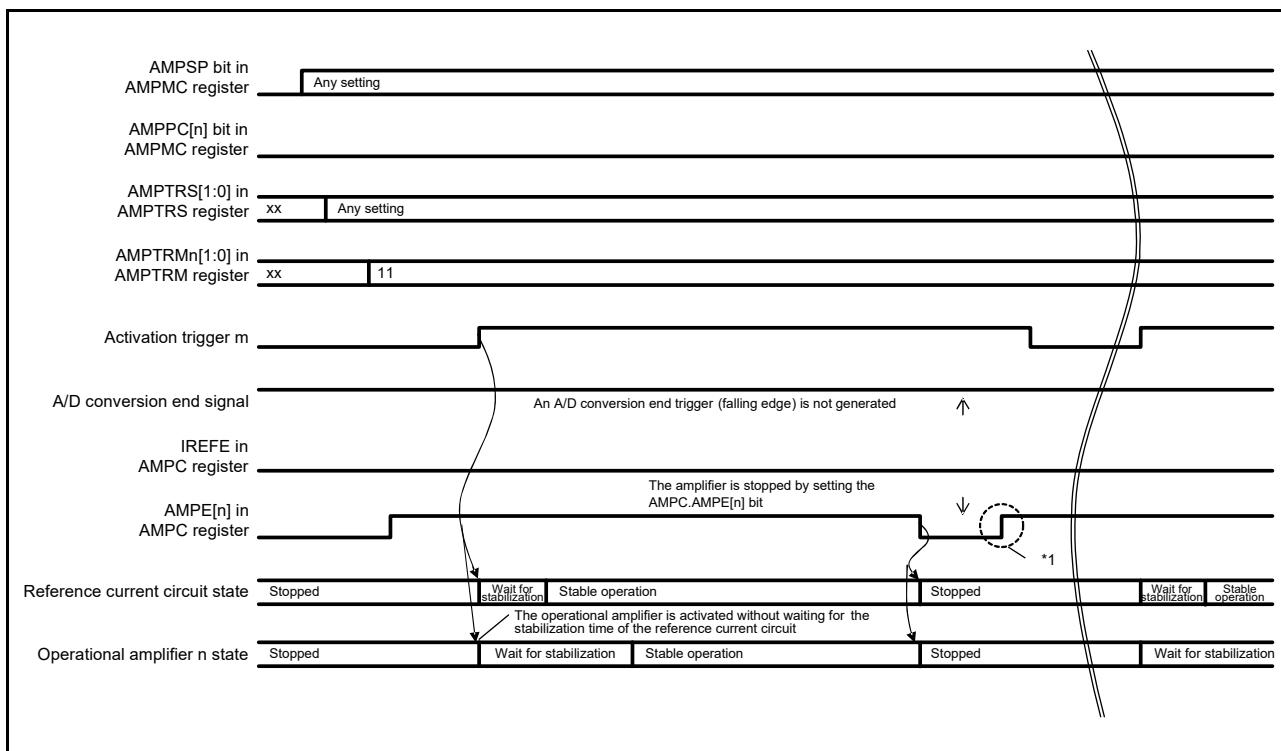 AMPSP bit in
AMPMC register
Any setting
AMPPC[n] bit in
AMPMC register
AMPTRS[1:0] in
AMPTRS register
xx
Any setting
AMPTRMn[1:0] in
AMPTRM register
xx
11
Activation trigger m
A/D conversion end signal
An A/D conversion end trigger (falling edge) is not generated
IREFE in
AMPC register
The amplifier is stopped by setting the
AMPC.AMPE[n] bit
AMPE[n] in
AMPC register
*1
Reference current circuit state
Stopped
Wait for
stabilization
Stable operation
Stopped
Wait for
stabilization
Stable
operation
The operational amplifier is activated without waiting for the
stabilization time of the reference current circuit
Operational amplifier n state
Stopped
Wait for stabilization
Stable operation
Stopped
Wait for stabilization